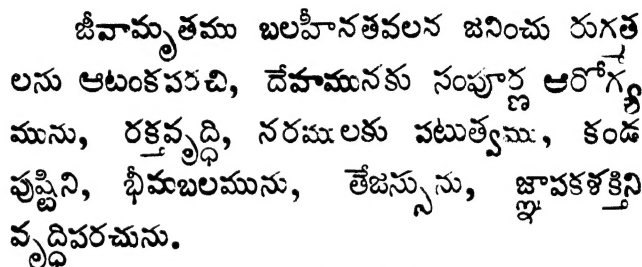 జీవామృతము బలహీనతవలన జనించు రుగ్మత
లను ఆటంకపరచి, దేహమునకు సంపూర్ణ ఆరోగ్య
మును, రక్తవృద్ధి, నరములకు పటుత్వము, కండ
పుష్టిని, భీమబలమును, తేజస్సును, జ్ఞాపకశక్తిని
వృద్ధిపరచును.